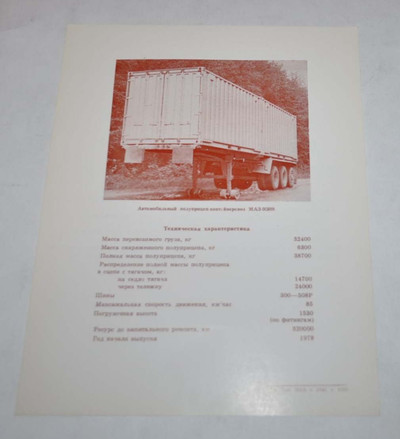 Автомобильный полуприцеп-контейнеровоз МАЗ-9389
Техническая характеристика
Масса перевозимого груза, кг 32400
Масса снаряженного полуприцепа, кг 6300
Полная масса полуприцепа, кг 38700
Распределение полной массы полуприцепа
в сцепе с тягачом, кг:
на седло тягача 14700
через тележку 24000
Шины 300—508Р
Максимальная скорость движения, км/час 85
Погрузочная высота 1520
(по фитингам)
Ресурс до капитального ремонта, км 320000
Год начала выпуска 1978